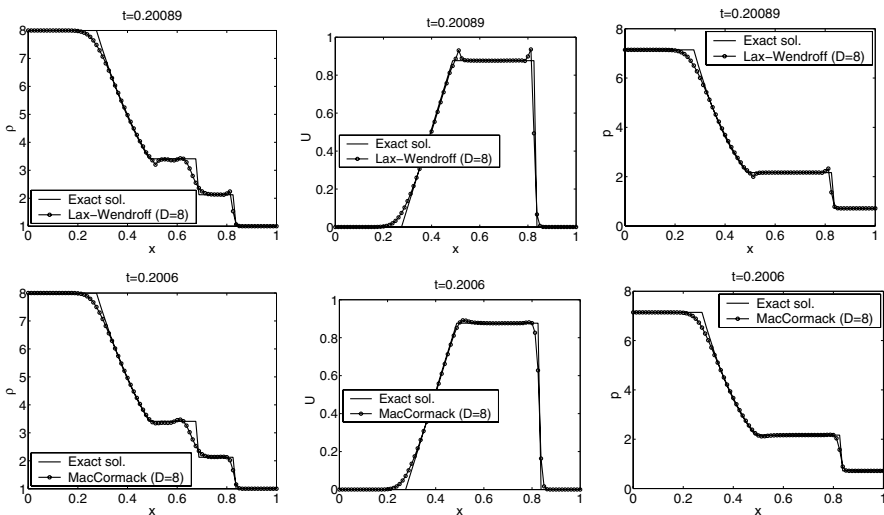 t=0.20089
8
7
6
5
4
3
2
1
ρ
Exact sol.
Lax−Wendroff (D=8)
0 0.2 0.4 0.6 0.8 1
x
t=0.20089
1
0.8
0.6
0.4
0.2
0
U
Exact sol.
Lax−Wendroff (D=8)
0 0.2 0.4 0.6 0.8 1
x
t=0.20089
8
6
4
2
0
p
Exact sol.
Lax−Wendroff (D=8)
0 0.2 0.4 0.6 0.8 1
x
t=0.2006
8
7
6
5
4
3
2
1
ρ
Exact sol.
MacCormack (D=8)
0 0.2 0.4 0.6 0.8 1
x
t=0.2006
1
0.8
0.6
0.4
0.2
0
U
Exact sol.
MacCormack (D=8)
0 0.2 0.4 0.6 0.8 1
x
t=0.2006
8
6
4
2
0
p
Exact sol.
MacCormack (D=8)
0 0.2 0.4 0.6 0.8 1
x